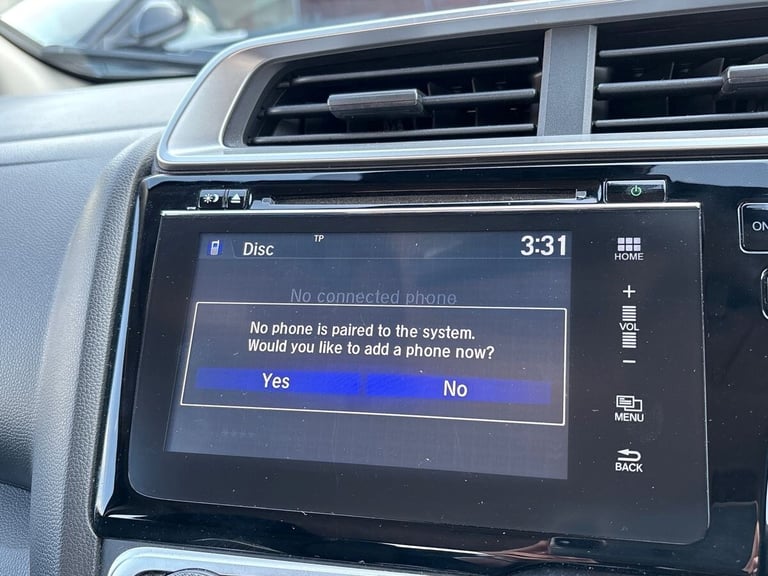 Disc
TP
3:31
HOME
No connected phone
No phone is paired to the system.
Would you like to add a phone now?
Yes
No
+
VOL
−
MENU
BACK
ON